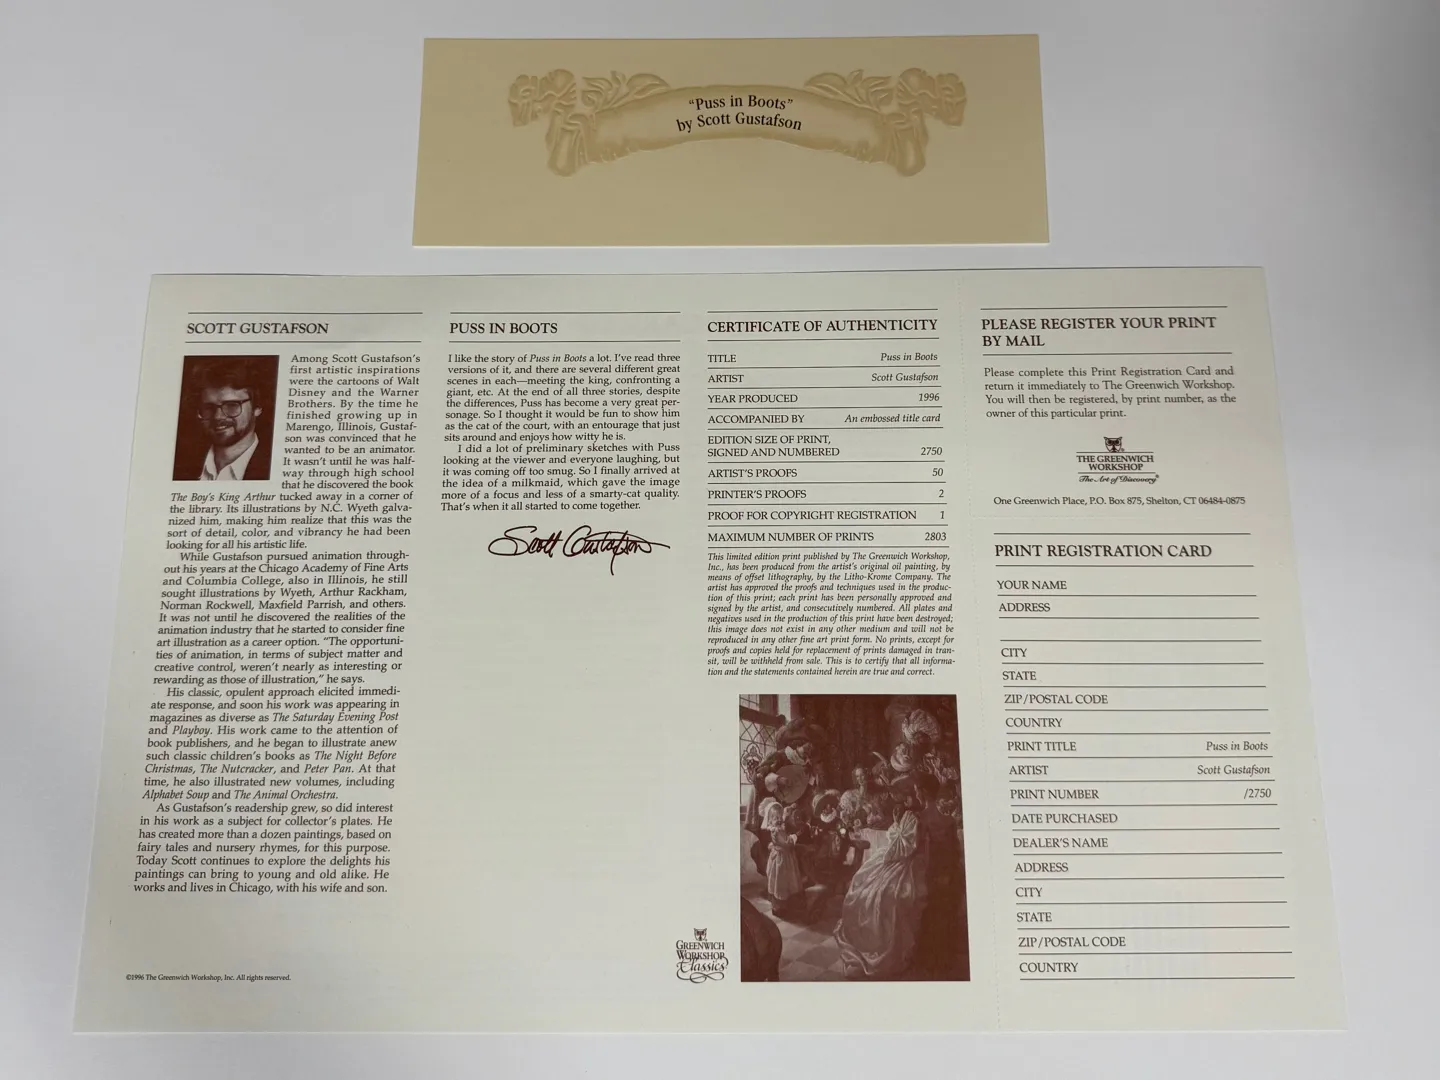 "Puss in Boots"
by Scott Gustafson
SCOTT GUSTAFSON
Among Scott Gustafson's
first artistic inspirations
were the cartoons of Walt
Disney and the Warner
Brothers. By the time he
finished growing up in
Marengo, Illinois, Gustaf-
son was convinced that he
wanted to be an animator.
It wasn't until he was half-
way through high school
that he discovered the book
The Boy's King Arthur tucked away in a corner of
the library. Its illustrations by N.C. Wyeth galva-
nized him, making him realize that this was the
sort of detail, color, and vibrancy he had been
looking for all his artistic life.
While Gustafson pursued animation through-
out his years at the Chicago Academy of Fine Arts
and Columbia College, also in Illinois, he still
sought illustrations by Wyeth, Arthur Rackham,
Norman Rockwell, Maxfield Parrish, and others.
It was not until he discovered the realities of the
animation industry that he started to consider fine
art illustration as a career option. "The opportuni-
ties of animation, in terms of subject matter and
creative control, weren't nearly as interesting or
rewarding as those of illustration," he says.
His classic, opulent approach elicited immedi-
ate response, and soon his work was appearing in
magazines as diverse as The Saturday Evening Post
and Playboy. His work came to the attention of
book publishers, and he began to illustrate anew
such classic children's books as The Night Before
Christmas, The Nutcracker, and Peter Pan. At that
time, he also illustrated new volumes, including
Alphabet Soup and The Animal Orchestra.
As Gustafson's readership grew, so did interest
in his work as a subject for collector's plates. He
has created more than a dozen paintings, based on
fairy tales and nursery rhymes, for this purpose.
Today Scott continues to explore the delights his
paintings can bring to young and old alike. He
works and lives in Chicago, with his wife and son.
©1996 The Greenwich Workshop, Inc. All rights reserved.
PUSS IN BOOTS
I like the story of Puss in Boots a lot. I've read three
versions of it, and there are several different great
scenes in each—meeting the king, confronting a
giant, etc. At the end of all three stories, despite
the differences, Puss has become a very great per-
sonage. So I thought it would be fun to show him
as the cat of the court, with an entourage that just
sits around and enjoys how witty he is.
I did a lot of preliminary sketches with Puss
looking at the viewer and everyone laughing, but
it was coming off too smug. So I finally arrived at
the idea of a milkmaid, which gave the image
more of a focus and less of a smarty-cat quality.
That's when it all started to come together.
Scott Gustafson
CERTIFICATE OF AUTHENTICITY
TITLE Puss in Boots
ARTIST Scott Gustafson
YEAR PRODUCED 1996
ACCOMPANIED BY An embossed title card
EDITION SIZE OF PRINT,
SIGNED AND NUMBERED 2750
ARTIST'S PROOFS 50
PRINTER'S PROOFS 2
PROOF FOR COPYRIGHT REGISTRATION 1
MAXIMUM NUMBER OF PRINTS 2803
This limited edition print published by The Greenwich Workshop,
Inc., has been produced from the artist's original oil painting, by
means of offset lithography, by the Litho-Krome Company. The
artist has approved the proofs and techniques used in the produc-
tion of this print; each print has been personally approved and
signed by the artist, and consecutively numbered. All plates and
negatives used in the production of this print have been destroyed;
this image does not exist in any other medium and will not be
reproduced in any other fine art print form. No prints, except for
proofs and copies held for replacement of prints damaged in tran-
sit, will be withheld from sale. This is to certify that all informa-
tion and the statements contained herein are true and correct.
GREENWICH
WORKSHOP
Classics
PLEASE REGISTER YOUR PRINT
BY MAIL
Please complete this Print Registration Card and
return it immediately to The Greenwich Workshop.
You will then be registered, by print number, as the
owner of this particular print.
THE GREENWICH
WORKSHOP
The Art of Discovery
One Greenwich Place, P.O. Box 875, Shelton, CT 06484-0875
PRINT REGISTRATION CARD
YOUR NAME
ADDRESS
CITY
STATE
ZIP/POSTAL CODE
COUNTRY
PRINT TITLE Puss in Boots
ARTIST Scott Gustafson
PRINT NUMBER /2750
DATE PURCHASED
DEALER'S NAME
ADDRESS
CITY
STATE
ZIP/POSTAL CODE
COUNTRY